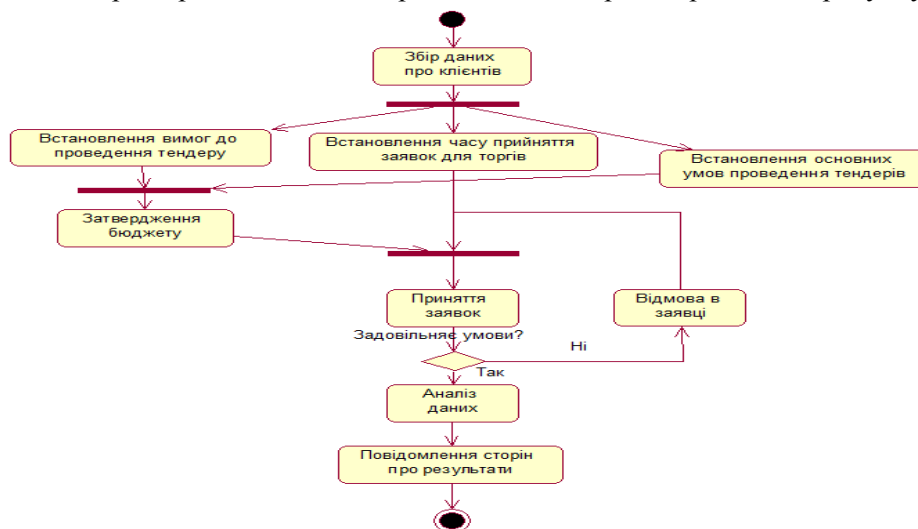 Збір даних
про клієнтів
Встановлення вимог до
проведення тендеру
Встановлення часу прийняття
заявок для торгів
Встановлення основних
умов проведення тендерів
Затвердження
бюджету
Приняття
заявок
Відмова в
заявці
Задовільняє умови?
Ні
Так
Аналіз
даних
Повідомлення сторін
про результати